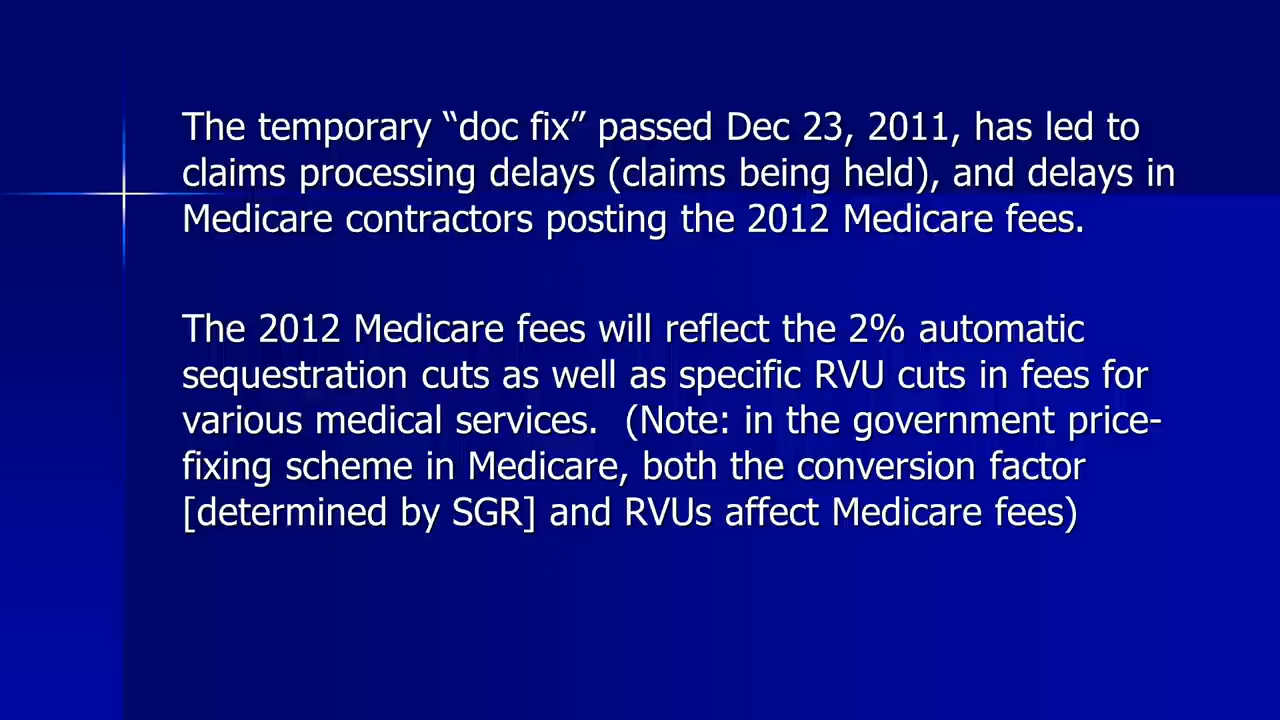 The temporary “doc fix” passed Dec 23, 2011, has led to
claims processing delays (claims being held), and delays in
Medicare contractors posting the 2012 Medicare fees.
The 2012 Medicare fees will reflect the 2% automatic
sequestration cuts as well as specific RVU cuts in fees for
various medical services.  (Note: in the government price-
fixing scheme in Medicare, both the conversion factor
[determined by SGR] and RVUs affect Medicare fees)